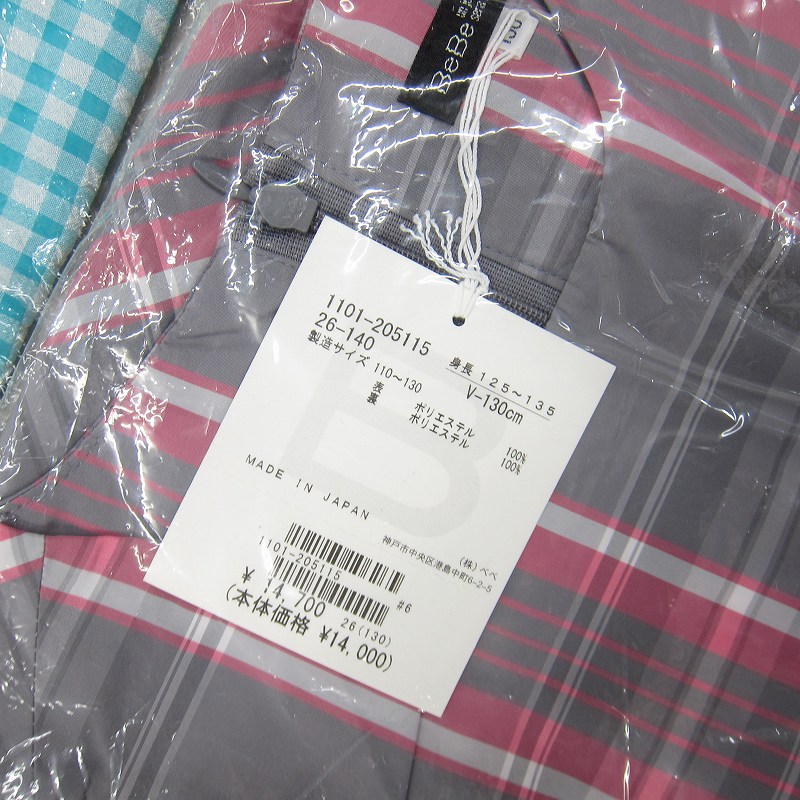 BeBe
130
1101-205115
26-140
製造サイズ 110~130
身長 125~135
V-130cm
表 ポリエステル 100%
裏 ポリエステル 100%
MADE IN JAPAN
(株)べべ
神戸市中央区港島中町6-2-5
1101-205115
#6
26(130)
¥ 14,700
(本体価格 ¥14,000)